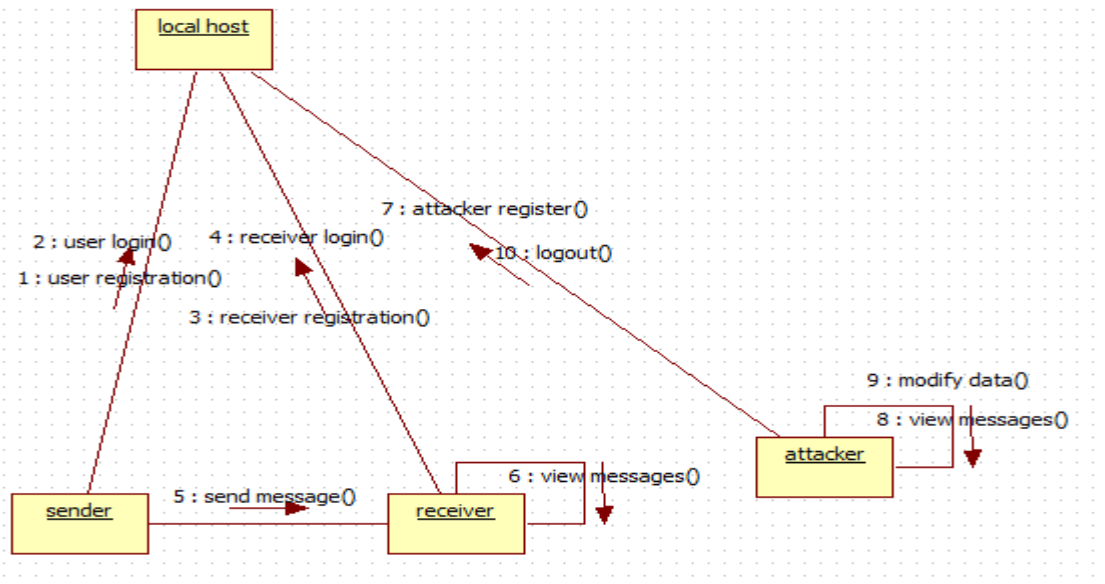 local host
7 : attacker register()
2 : user login()
4 : receiver login()
10 : logout()
1 : user registration()
3 : receiver registration()
9 : modify data()
8 : view messages()
attacker
6 : view messages()
5 : send message()
sender
receiver